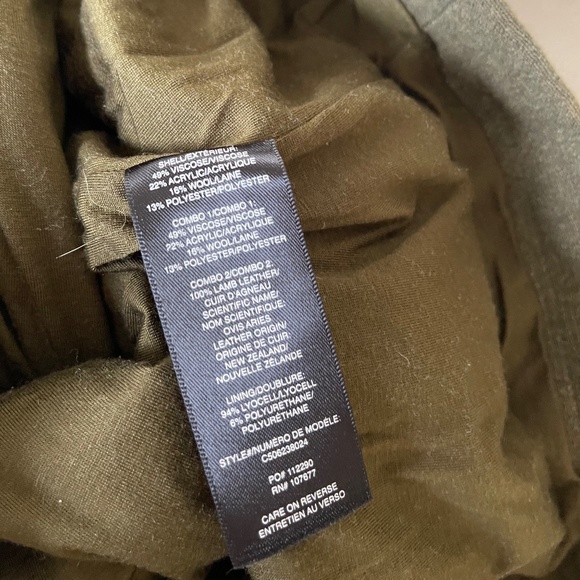 SHELL/EXTÉRIEUR:
49% VISCOSE/VISCOSE
22% ACRYLIC/ACRYLIQUE
16% WOOL/LAINE
13% POLYESTER/POLYESTER
COMBO 1/COMBO 1:
49% VISCOSE/VISCOSE
22% ACRYLIC/ACRYLIQUE
16% WOOL/LAINE
13% POLYESTER/POLYESTER
COMBO 2/COMBO 2:
100% LAMB LEATHER/
CUIR D'AGNEAU
SCIENTIFIC NAME/
NOM SCIENTIFIQUE:
OVIS ARIES
LEATHER ORIGIN/
ORIGINE DE CUIR:
NEW ZEALAND/
NOUVELLE ZÉLANDE
LINING/DOUBLURE:
94% LYOCELL/LYOCELL
6% POLYURETHANE/
POLYURÉTHANE
STYLE#/NUMÉRO DE MODÈLE:
C506238024
PO# 112290
RN# 107677
CARE ON REVERSE
ENTRETIEN AU VERSO